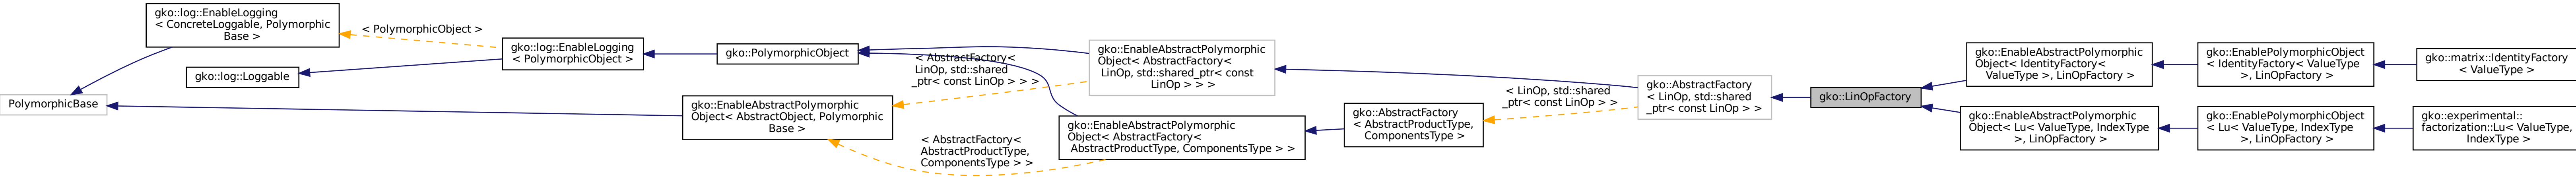 gko::log::EnableLogging
< ConcreteLoggable, Polymorphic
Base >
< PolymorphicObject >
gko::log::Loggable
PolymorphicBase
gko::log::EnableLogging
< PolymorphicObject >
gko::PolymorphicObject
gko::EnableAbstractPolymorphic
Object< AbstractObject, Polymorphic
Base >
< AbstractFactory<
LinOp, std::shared
_ptr< const LinOp > > >
< AbstractFactory<
AbstractProductType,
ComponentsType > >
gko::EnableAbstractPolymorphic
Object< AbstractFactory<
LinOp, std::shared_ptr< const
LinOp > > >
gko::EnableAbstractPolymorphic
Object< AbstractFactory<
AbstractProductType, ComponentsType > >
gko::AbstractFactory
< AbstractProductType,
ComponentsType >
< LinOp, std::shared
_ptr< const LinOp > >
gko::AbstractFactory
< LinOp, std::shared
_ptr< const LinOp > >
gko::LinOpFactory
gko::EnableAbstractPolymorphic
Object< IdentityFactory<
ValueType >, LinOpFactory >
gko::EnablePolymorphicObject
< IdentityFactory< ValueType
>, LinOpFactory >
gko::matrix::IdentityFactory
< ValueType >
gko::EnableAbstractPolymorphic
Object< Lu< ValueType, IndexType
>, LinOpFactory >
gko::EnablePolymorphicObject
< Lu< ValueType, IndexType
>, LinOpFactory >
gko::experimental::
factorization::Lu< ValueType,
IndexType >